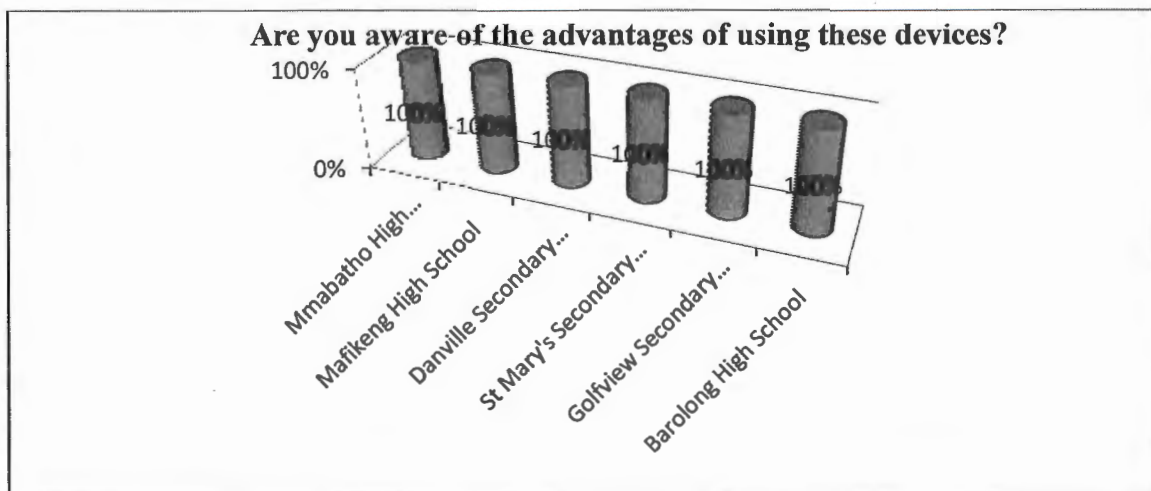 Are you aware of the advantages of using these devices?
100%
0%
100%
100%
100%
100%
100%
100%
Mmabatho High...
Mafikeng High School
Danville Secondary...
St Mary's Secondary...
Golfview Secondary...
Barolong High School